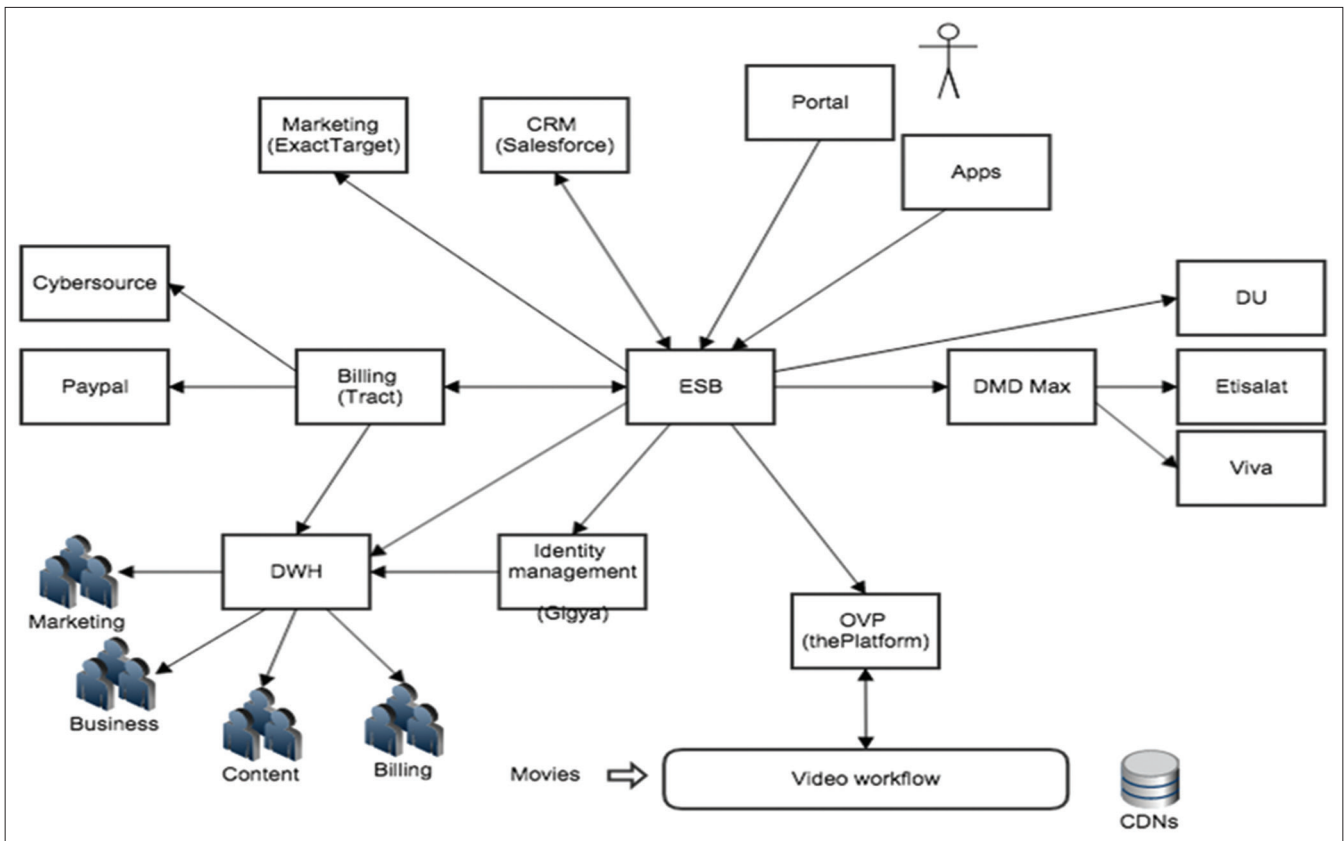 Portal
Marketing
(ExactTarget)
CRM
(Salesforce)
Apps
Cybersource
DU
Paypal
Billing
(Tract)
ESB
DMD Max
Etisalat
Viva
DWH
Identity
management
(Gigya)
Marketing
OVP
(thePlatform)
Business
Content
Billing
Movies
Video workflow
CDNs